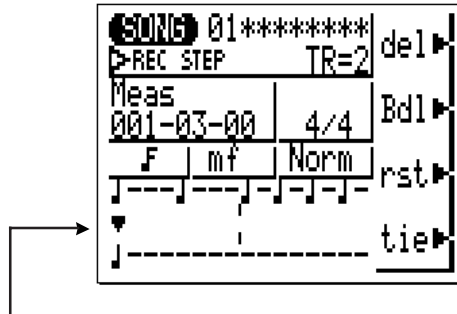 SONG 01********
REC STEP TR=2
del
Meas
001-03-00 4/4
Bdl
mf Norm
rst
tie